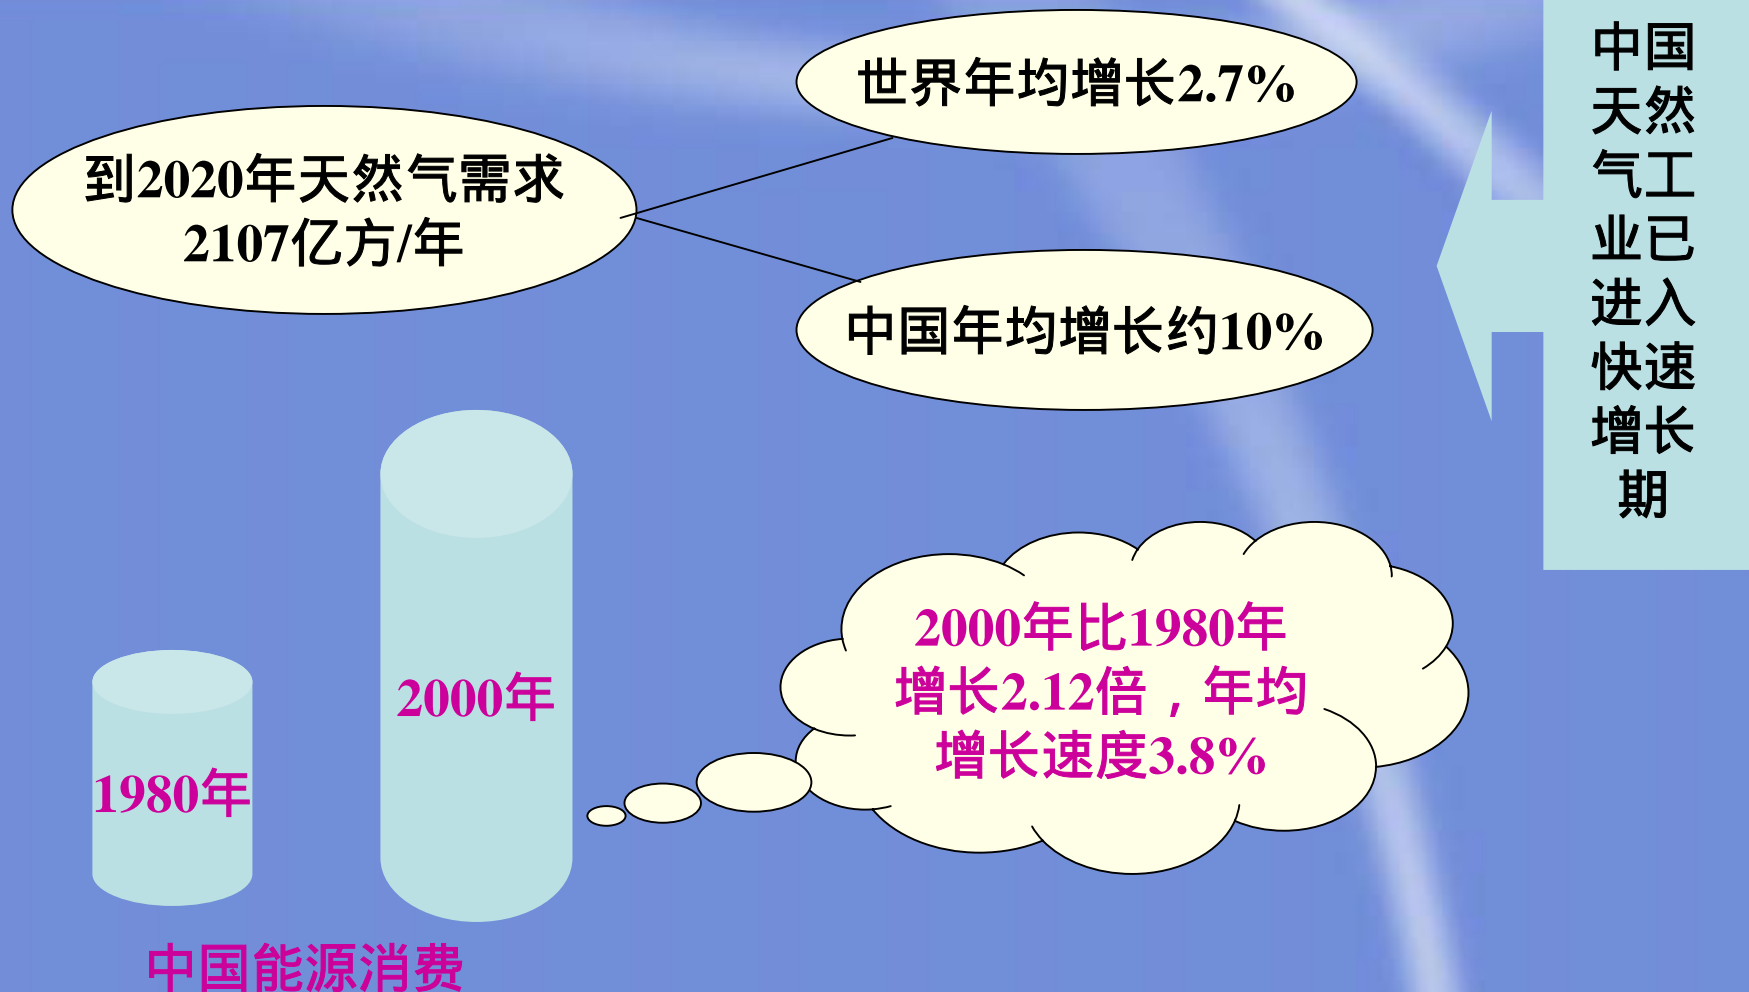 世界年均增长2.7%
到2020年天然气需求
2107亿方/年
中国年均增长约10%
中国
天然
气工
业已
进入
快速
增长
期
2000年
1980年
中国能源消费
2000年比1980年
增长2.12倍，年均
增长速度3.8%